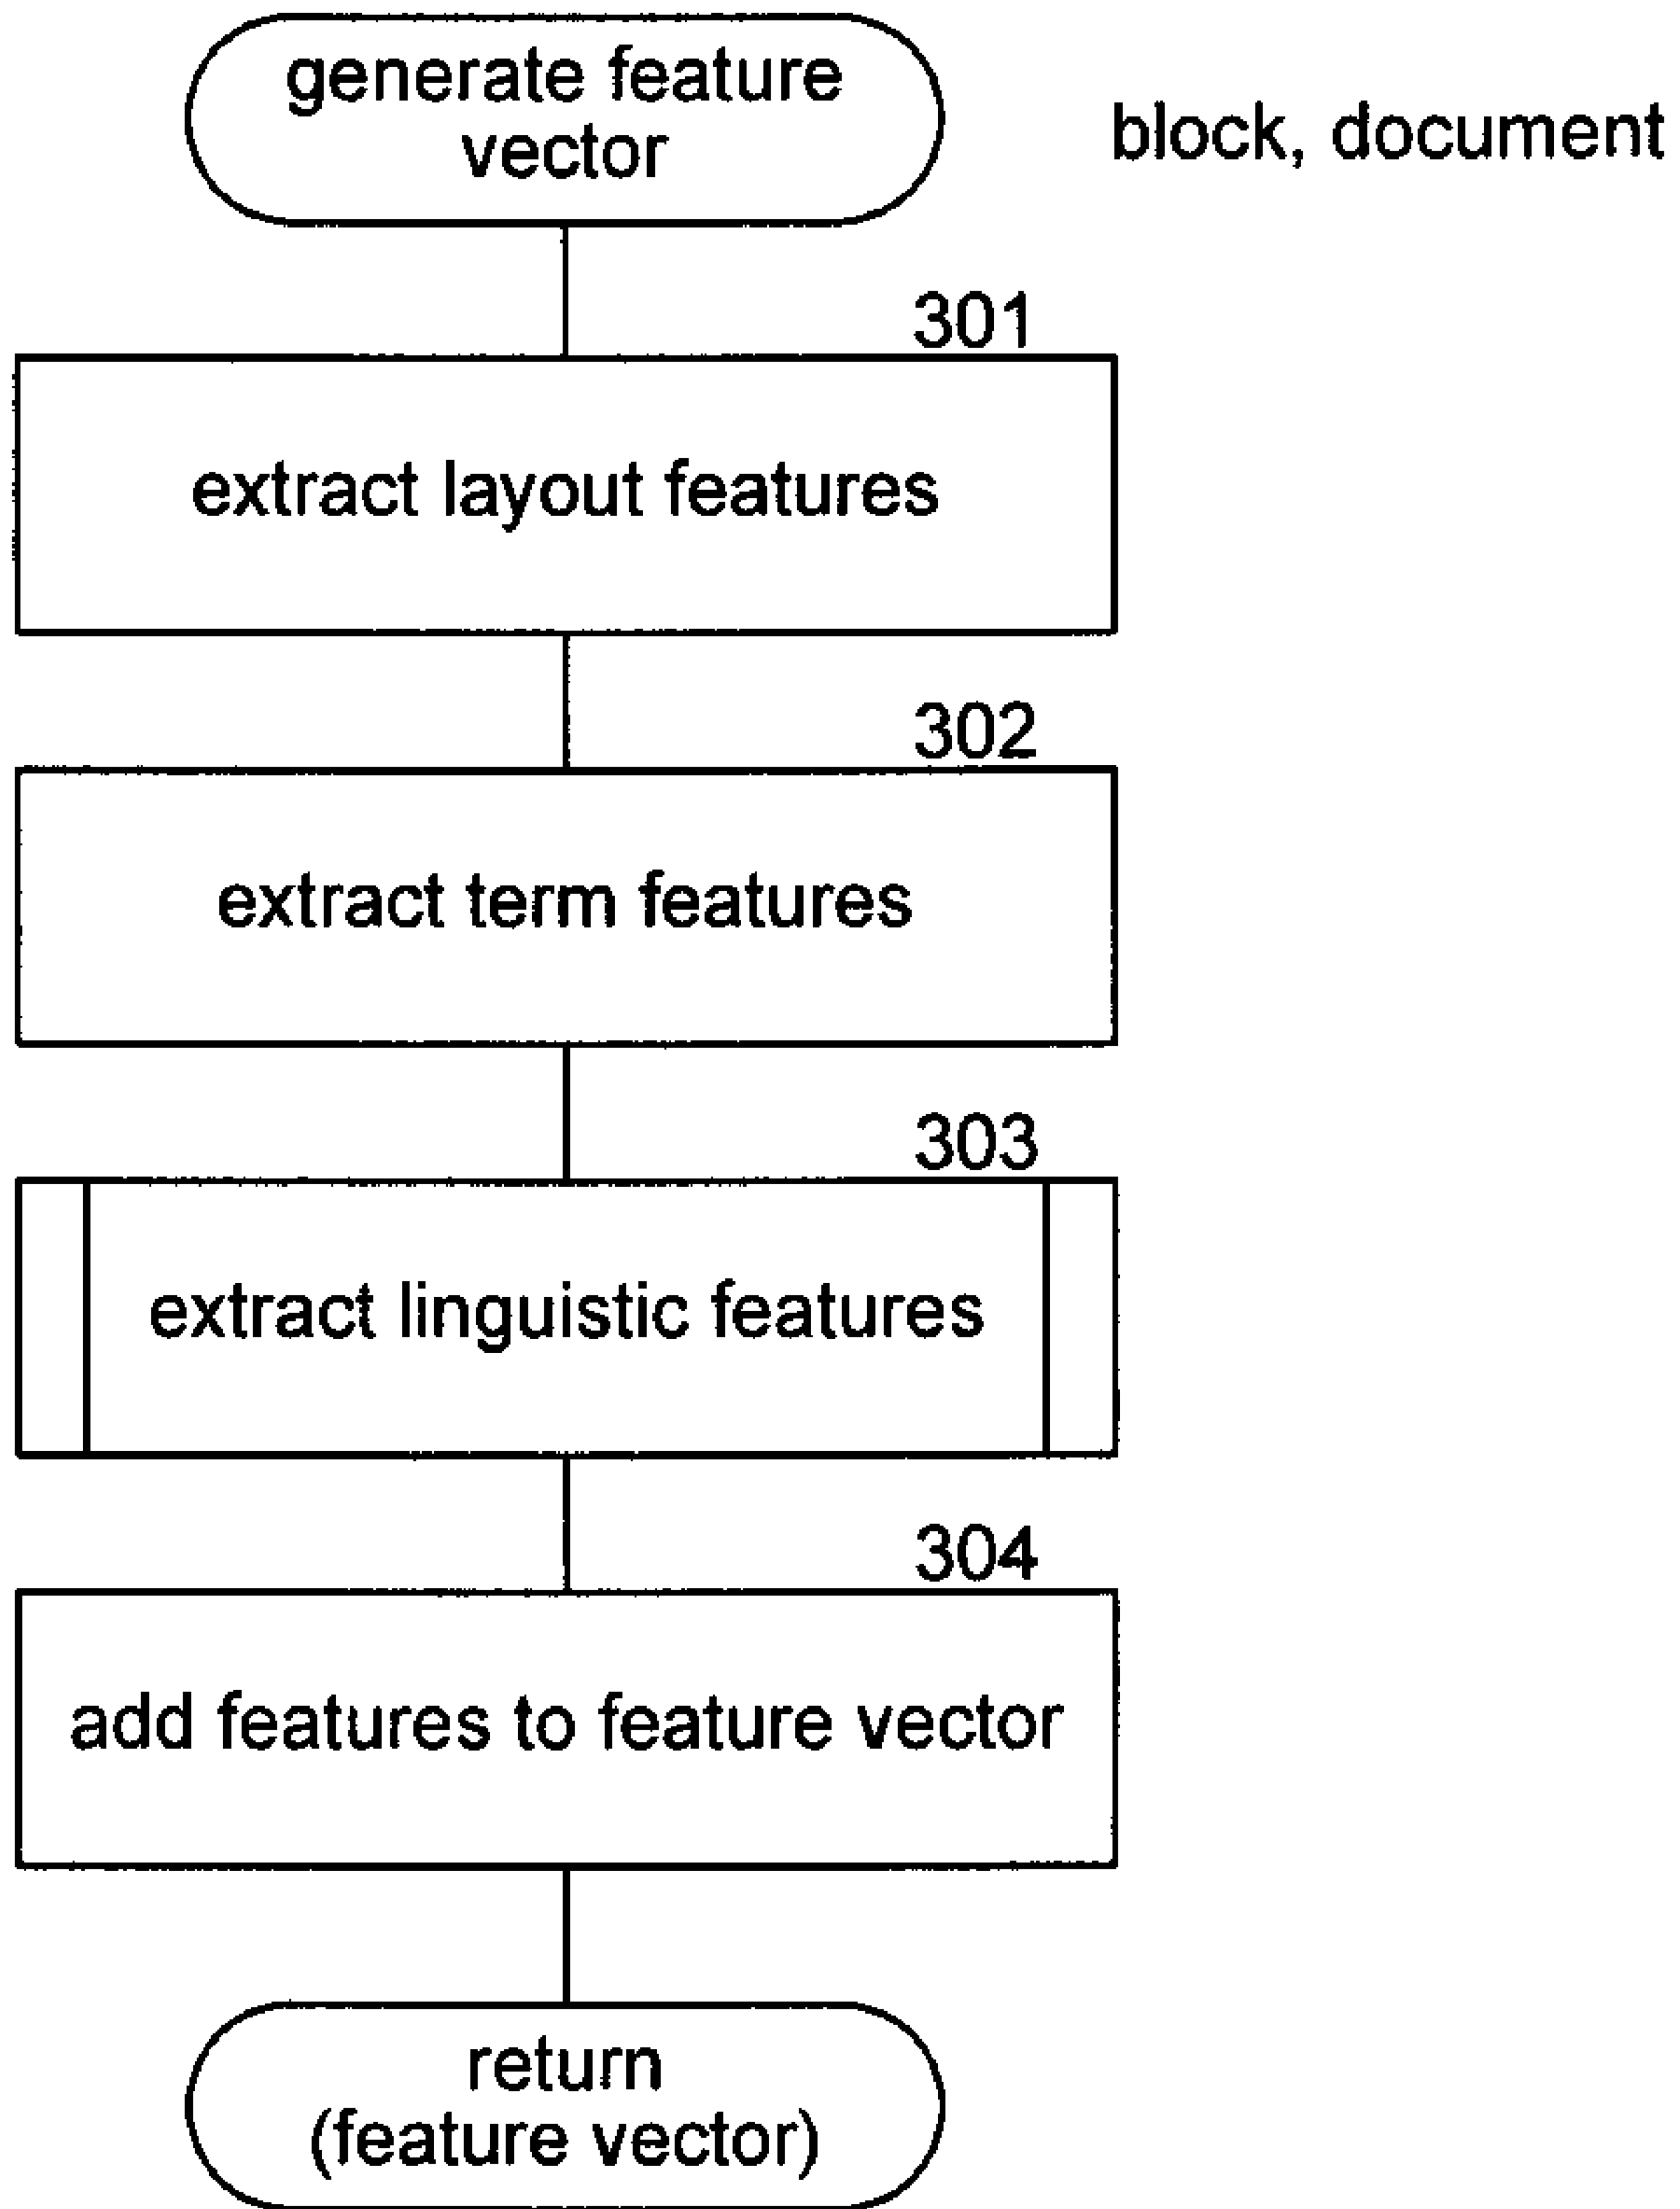 generate feature
vector
block, document
301
extract layout features
302
extract term features
303
extract linguistic features
304
add features to feature vector
return
(feature vector)